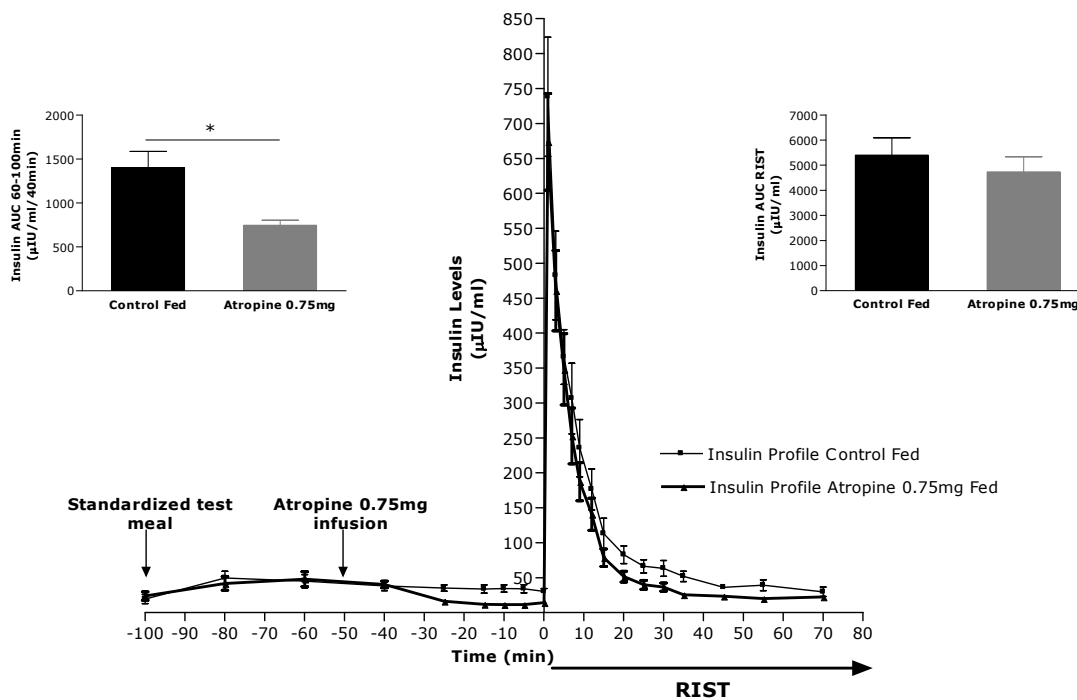 850
800
750
700
650
600
550
500
450
400
350
300
250
200
150
100
50
Insulin Levels
(µIU/ml)
2000
1500
1000
500
0
Insulin AUC 60-100min
(µIU/ml/40min)
*
Control Fed
Atropine 0.75mg
7000
6000
5000
4000
3000
2000
1000
0
Insulin AUC RIST
(µIU/ml)
Control Fed
Atropine 0.75mg
Insulin Profile Control Fed
Insulin Profile Atropine 0.75mg Fed
Standardized test
meal
Atropine 0.75mg
infusion
-100 -90 -80 -70 -60 -50 -40 -30 -20 -10 0 10 20 30 40 50 60 70 80
Time (min)
RIST